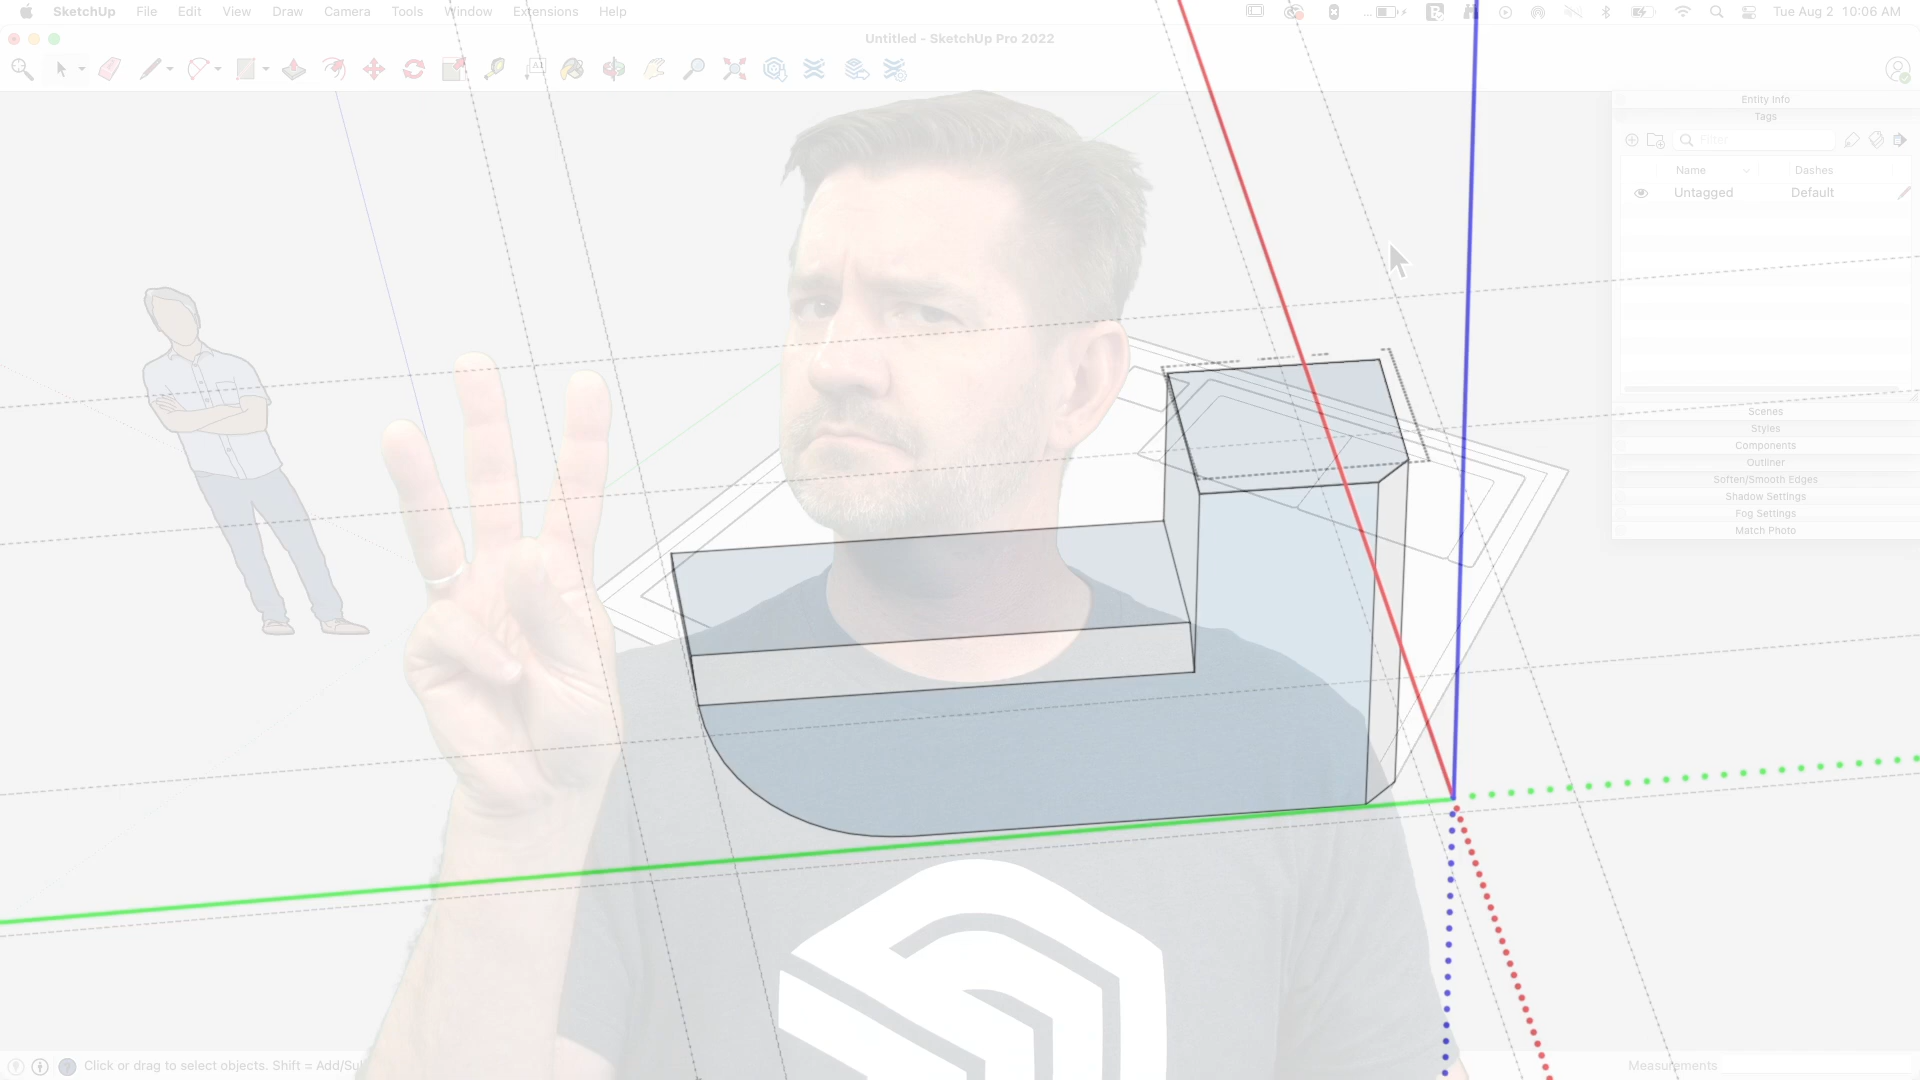 SketchUp File Edit View Draw Camera Tools Window Extensions Help Tue Aug 2 10:06 AM
Untitled - SketchUp Pro 2022
A1
Entity Info
Tags
Filter
Name Dashes
Untagged Default
Scenes
Styles
Components
Outliner
Soften/Smooth Edges
Shadow Settings
Fog Settings
Match Photo
Click or drag to select objects. Shift = Add/Su
Measurements